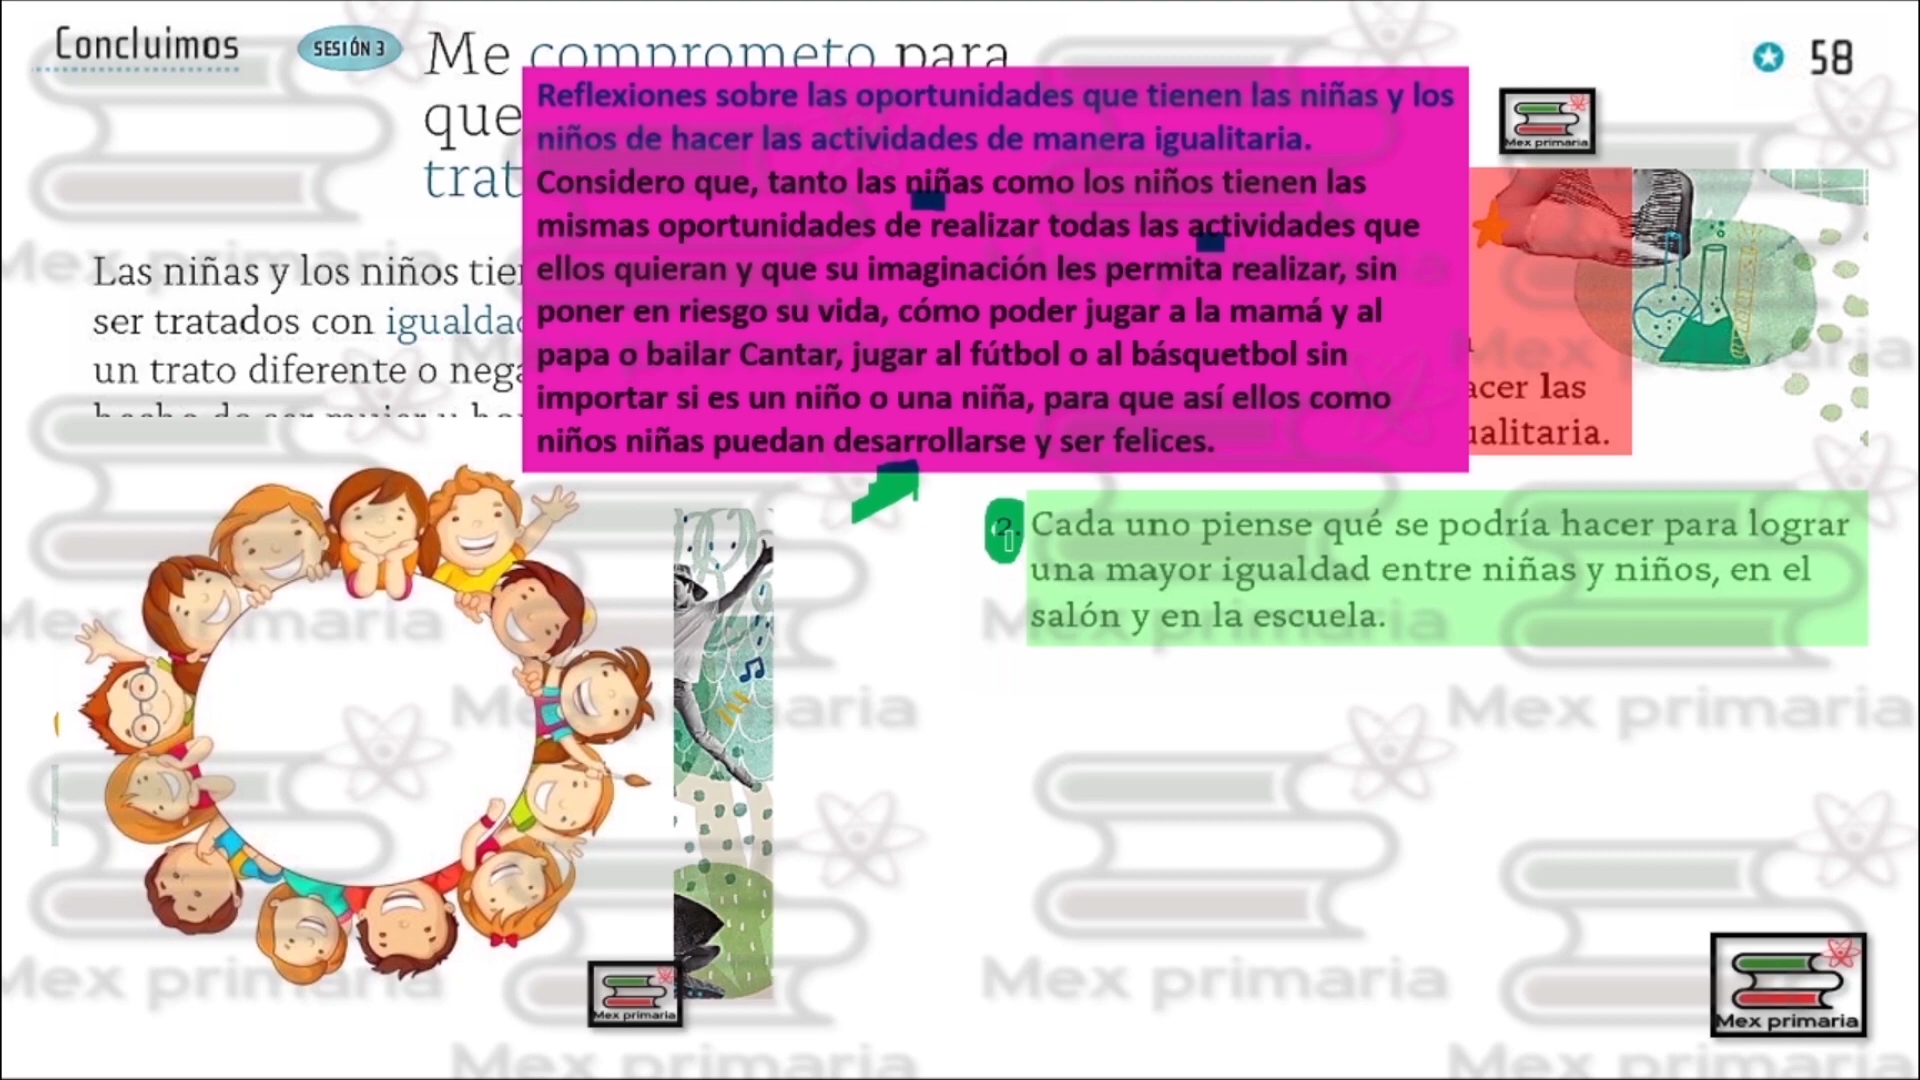 Concluimos
SESIÓN 3
Me comprometo para
que
trat
58
Reflexiones sobre las oportunidades que tienen las niñas y los
niños de hacer las actividades de manera igualitaria.
Considero que, tanto las niñas como los niños tienen las
mismas oportunidades de realizar todas las actividades que
ellos quieran y que su imaginación les permita realizar, sin
poner en riesgo su vida, cómo poder jugar a la mamá y al
papa o bailar Cantar, jugar al fútbol o al básquetbol sin
importar si es un niño o una niña, para que así ellos como
niños niñas puedan desarrollarse y ser felices.
Mex primaria
Las niñas y los niños tie
ser tratados con igualda
un trato diferente o nega
acer las
ualitaria.
2. Cada uno piense qué se podría hacer para lograr
una mayor igualdad entre niñas y niños, en el
salón y en la escuela.
Mex primaria
Mex primaria